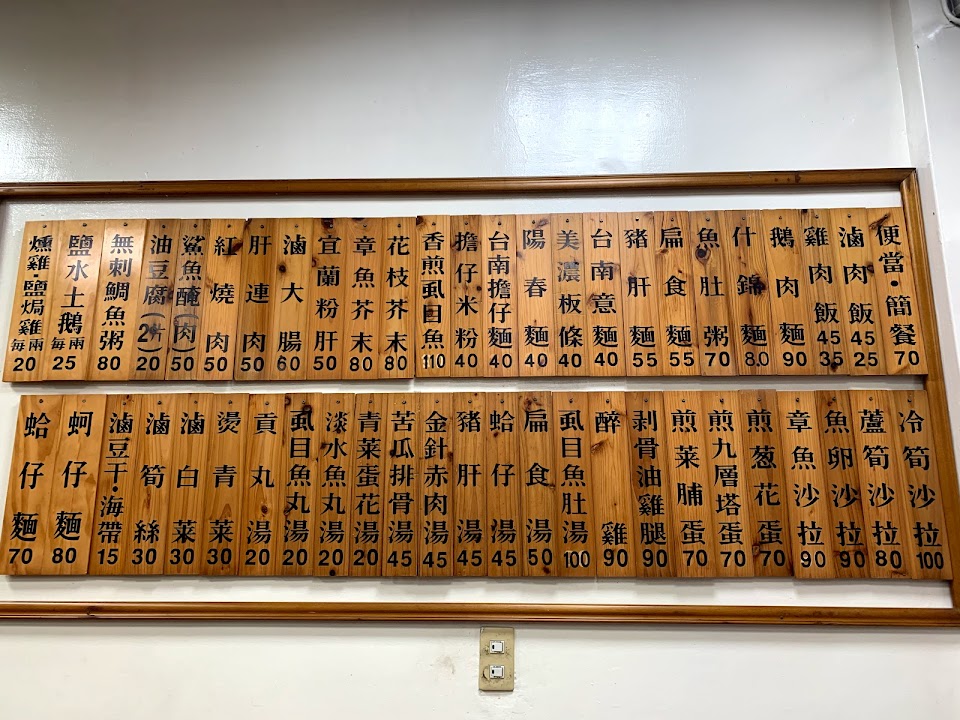 便當·簡餐 70
滷肉飯 45 25
雞肉飯 45 35
鵝肉麵 90
什錦麵 80
魚肚粥 70
扁食麵 55
豬肝麵 55
台南意麵 40
美濃板條 40
陽春麵 40
台南擔仔麵 40
擔仔米粉 40
香煎虱目魚 110
花枝芥末 80
章魚芥末 80
宜蘭粉肝 50
滷大腸 60
肝連肉 50
紅燒肉 50
鯊魚醃(肉) 50
油豆腐(2片) 20
無刺鯛魚粥 80
鹽水土鵝 每兩 25
燻雞·鹽焗雞 每兩 20
冷筍沙拉 100
蘆筍沙拉 80
魚卵沙拉 90
章魚沙拉 90
煎葱花蛋 70
煎九層塔蛋 70
煎菜脯蛋 70
剥骨油雞腿 90
醉雞 90
虱目魚肚湯 100
扁食湯 50
蛤仔湯 45
豬肝湯 45
金針赤肉湯 45
苦瓜排骨湯 45
青菜蛋花湯 20
淡水魚丸湯 20
虱目魚丸湯 20
貢丸湯 20
燙青菜 30
滷白菜 30
滷筍絲 30
滷豆干·海帶 15
蚵仔麵 80
蛤仔麵 70